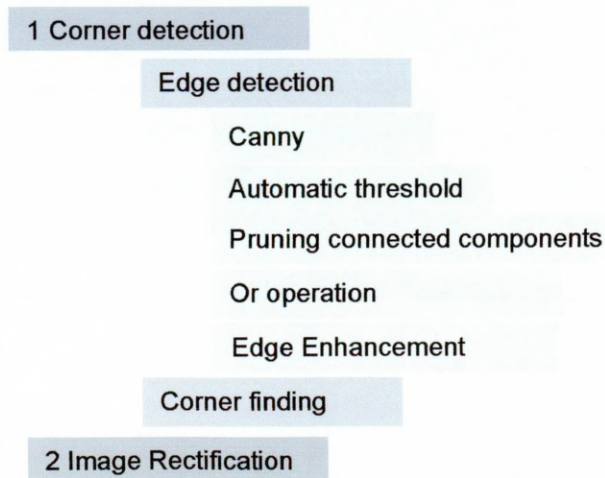 1 Corner detection
Edge detection
Canny
Automatic threshold
Pruning connected components
Or operation
Edge Enhancement
Corner finding
2 Image Rectification